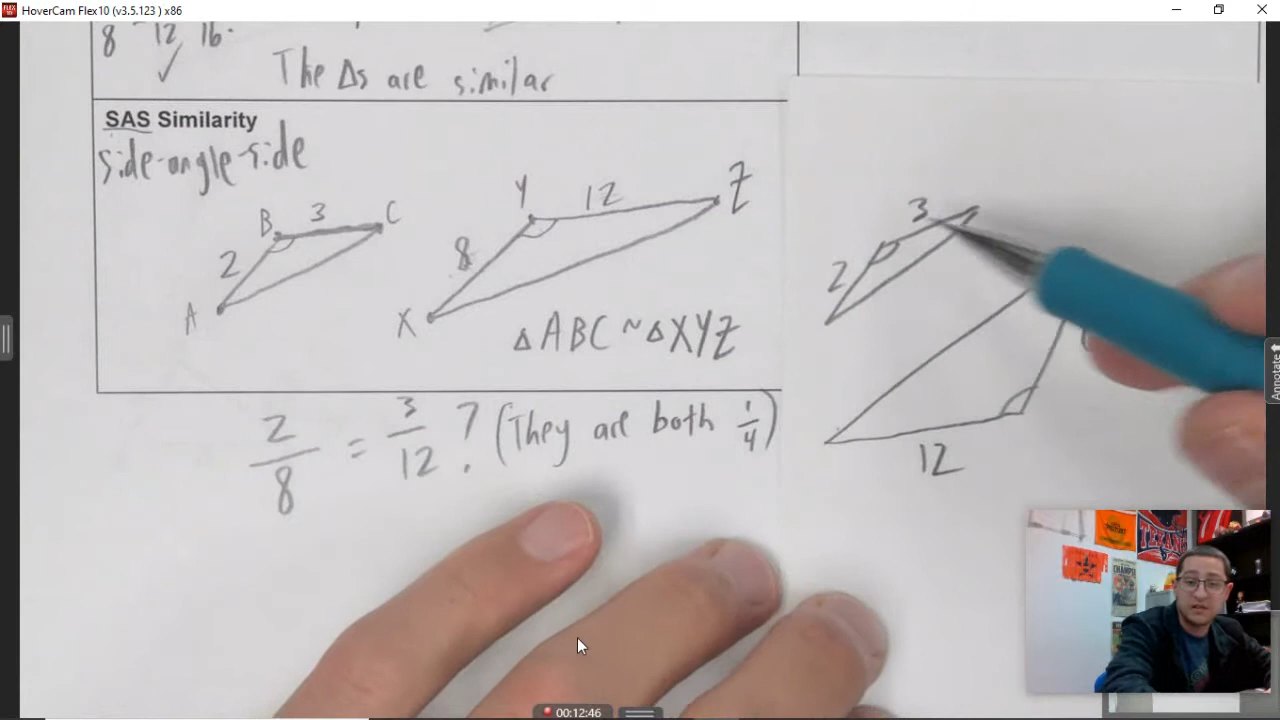 HoverCam Flex10 (v3.5.123 ) x86
8 12 16.
✓ The Δs are similar
SAS Similarity
side-angle-side
B 3 C
2
A
Y 12 Z
8
X
ΔABC ~ ΔXYZ
2/8 = 3/12 ? (They are both 1/4)
3
2
12
Annotate
TEXANS
00:12:46